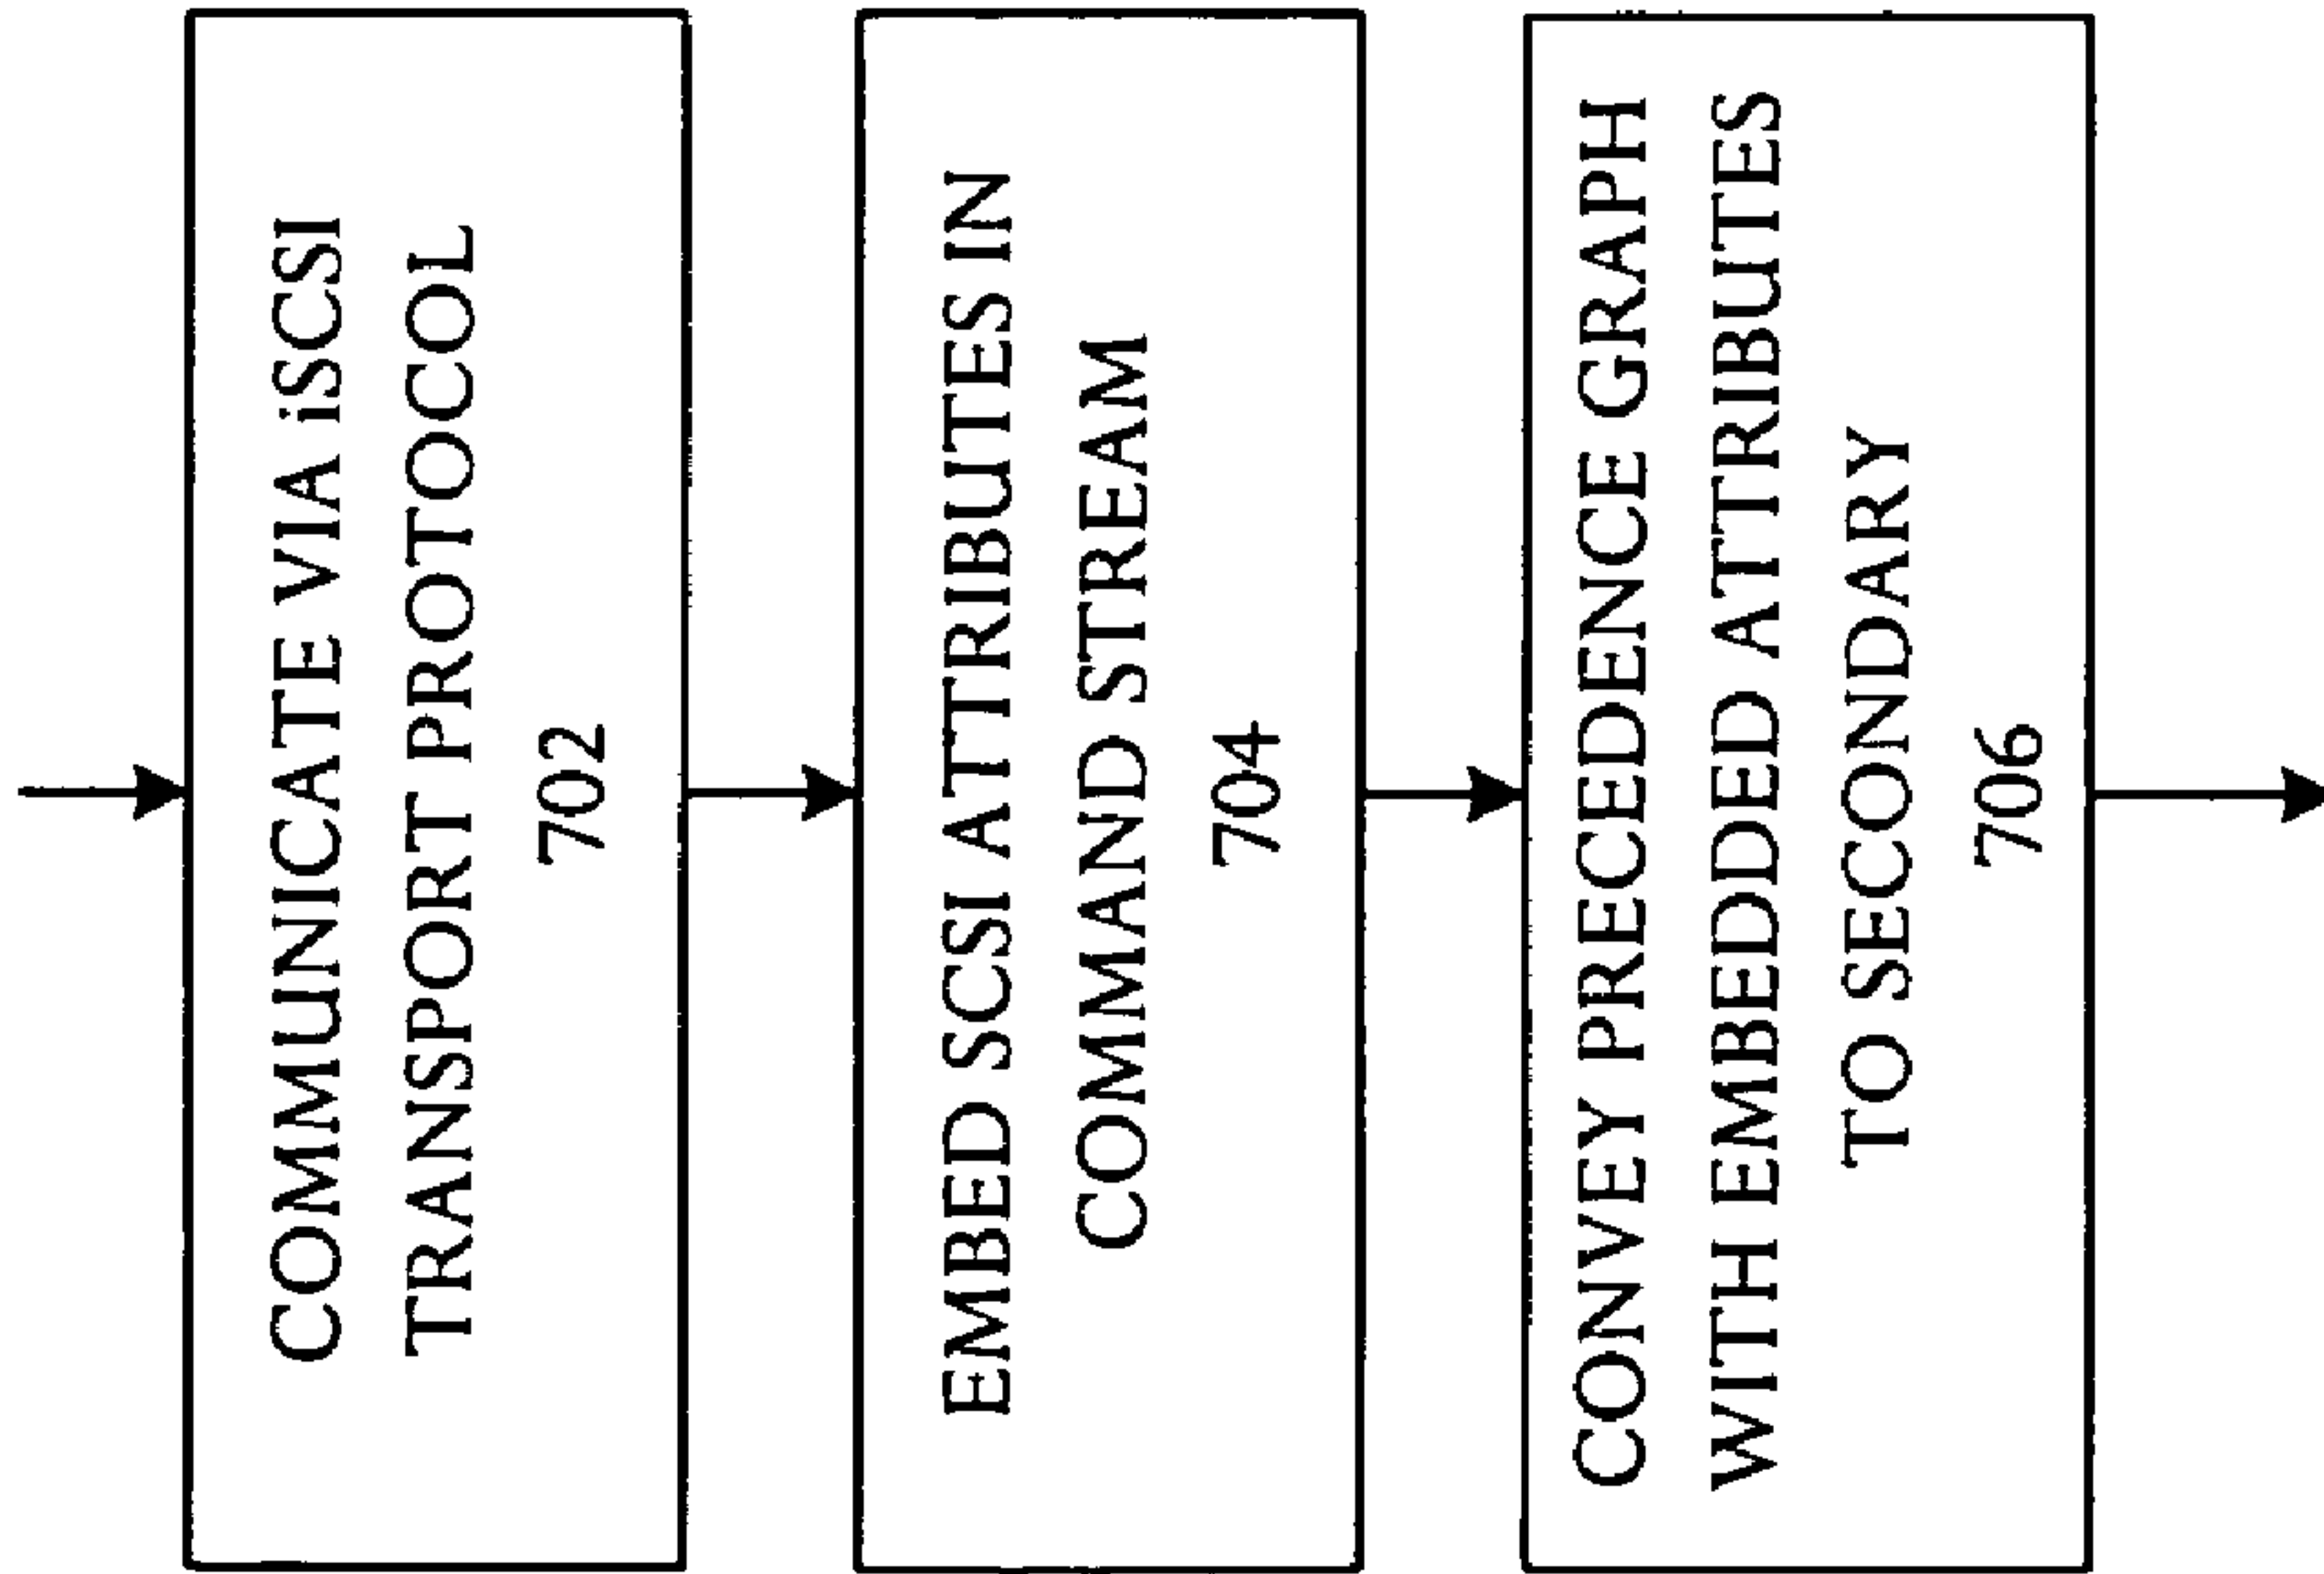 COMMUNICATE VIA iSCSI
TRANSPORT PROTOCOL
702
EMBED SCSI ATTRIBUTES IN
COMMAND STREAM
704
CONVEY PRECEDENCE GRAPH
WITH EMBEDDED ATTRIBUTES
TO SECONDARY
706